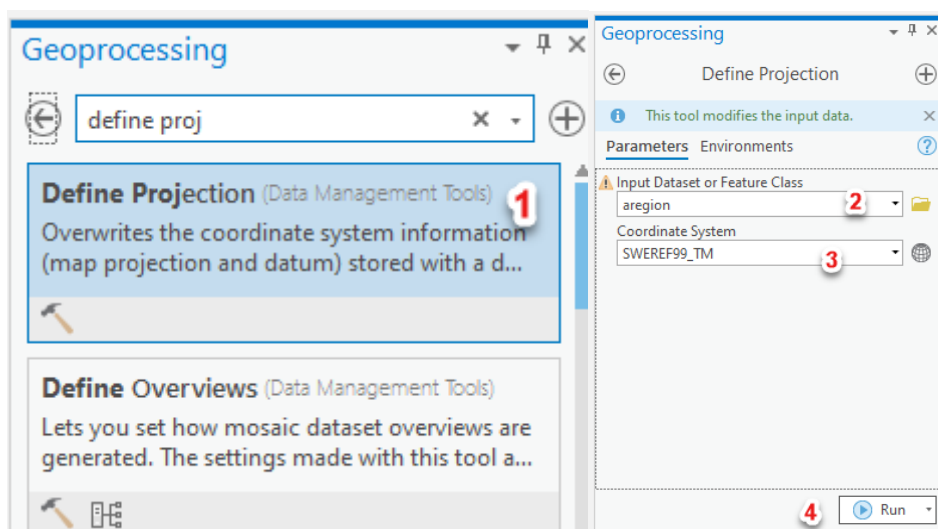 Geoprocessing
define proj
Define Projection (Data Management Tools) 1
Overwrites the coordinate system information
(map projection and datum) stored with a d...
Define Overviews (Data Management Tools)
Lets you set how mosaic dataset overviews are
generated. The settings made with this tool a...
Geoprocessing
Define Projection
This tool modifies the input data.
Parameters Environments
Input Dataset or Feature Class
aregion 2
Coordinate System
SWEREF99_TM 3
4 Run